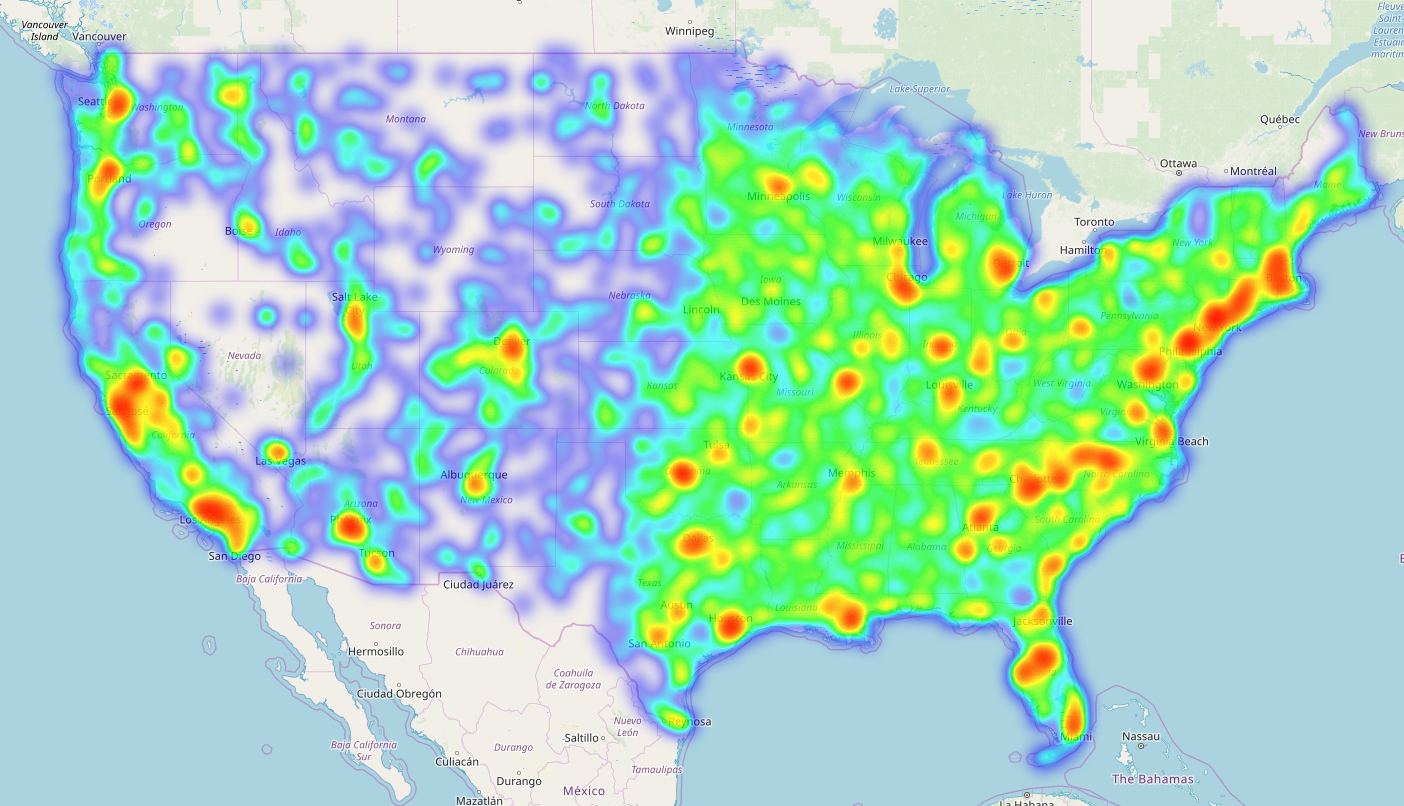 Vancouver
Island
Vancouver
Winnipeg
Fleuve
Saint-
Laurent
Estuaire
maritime
Lake-Superior
Washington
North Dakota
Montana
Minnesota
Québec
New Bruns
Ottawa
Montréal
Portland
Minneapolis
Wisconsin
Lake Huron
Maine
South Dakota
Oregon
Boise
Idaho
Michigan
Toronto
Hamilton
New York
Milwaukee
Wyoming
Detroit
Chicago
Iowa
Salt Lake
City
Nebraska
Lincoln
Des Moines
Pennsylvania
New York
Illinois
Ohio
Denver
Philadelphia
Nevada
Utah
Colorado
Sacramento
Kansas City
Kansas
Missouri
Louisville
West Virginia
Washington
San José
Kentucky
Virginia
California
Virginia Beach
Tulsa
Las Vegas
Tennessee
Albuquerque
Memphis
North Carolina
Charlotte
Arkansas
New Mexico
Arizona
Los Angeles
Phoenix
South Carolina
Atlanta
Dallas
Mississippi
Alabama
Georgia
San Diego
Tucson
Baja California
Ciudad Juárez
Texas
Austin
Louisiana
Houston
Jacksonville
Sonora
San Antonio
Hermosillo
Chihuahua
Coahuila
de Zaragoza
Ciudad Obregón
Reynosa
Nuevo
León
Miami
Nassau
Saltillo
Baja California
Sur
Durango
Culiacán
Tamaulipas
Durango
The Bahamas
México
Mazatlán
La Habana